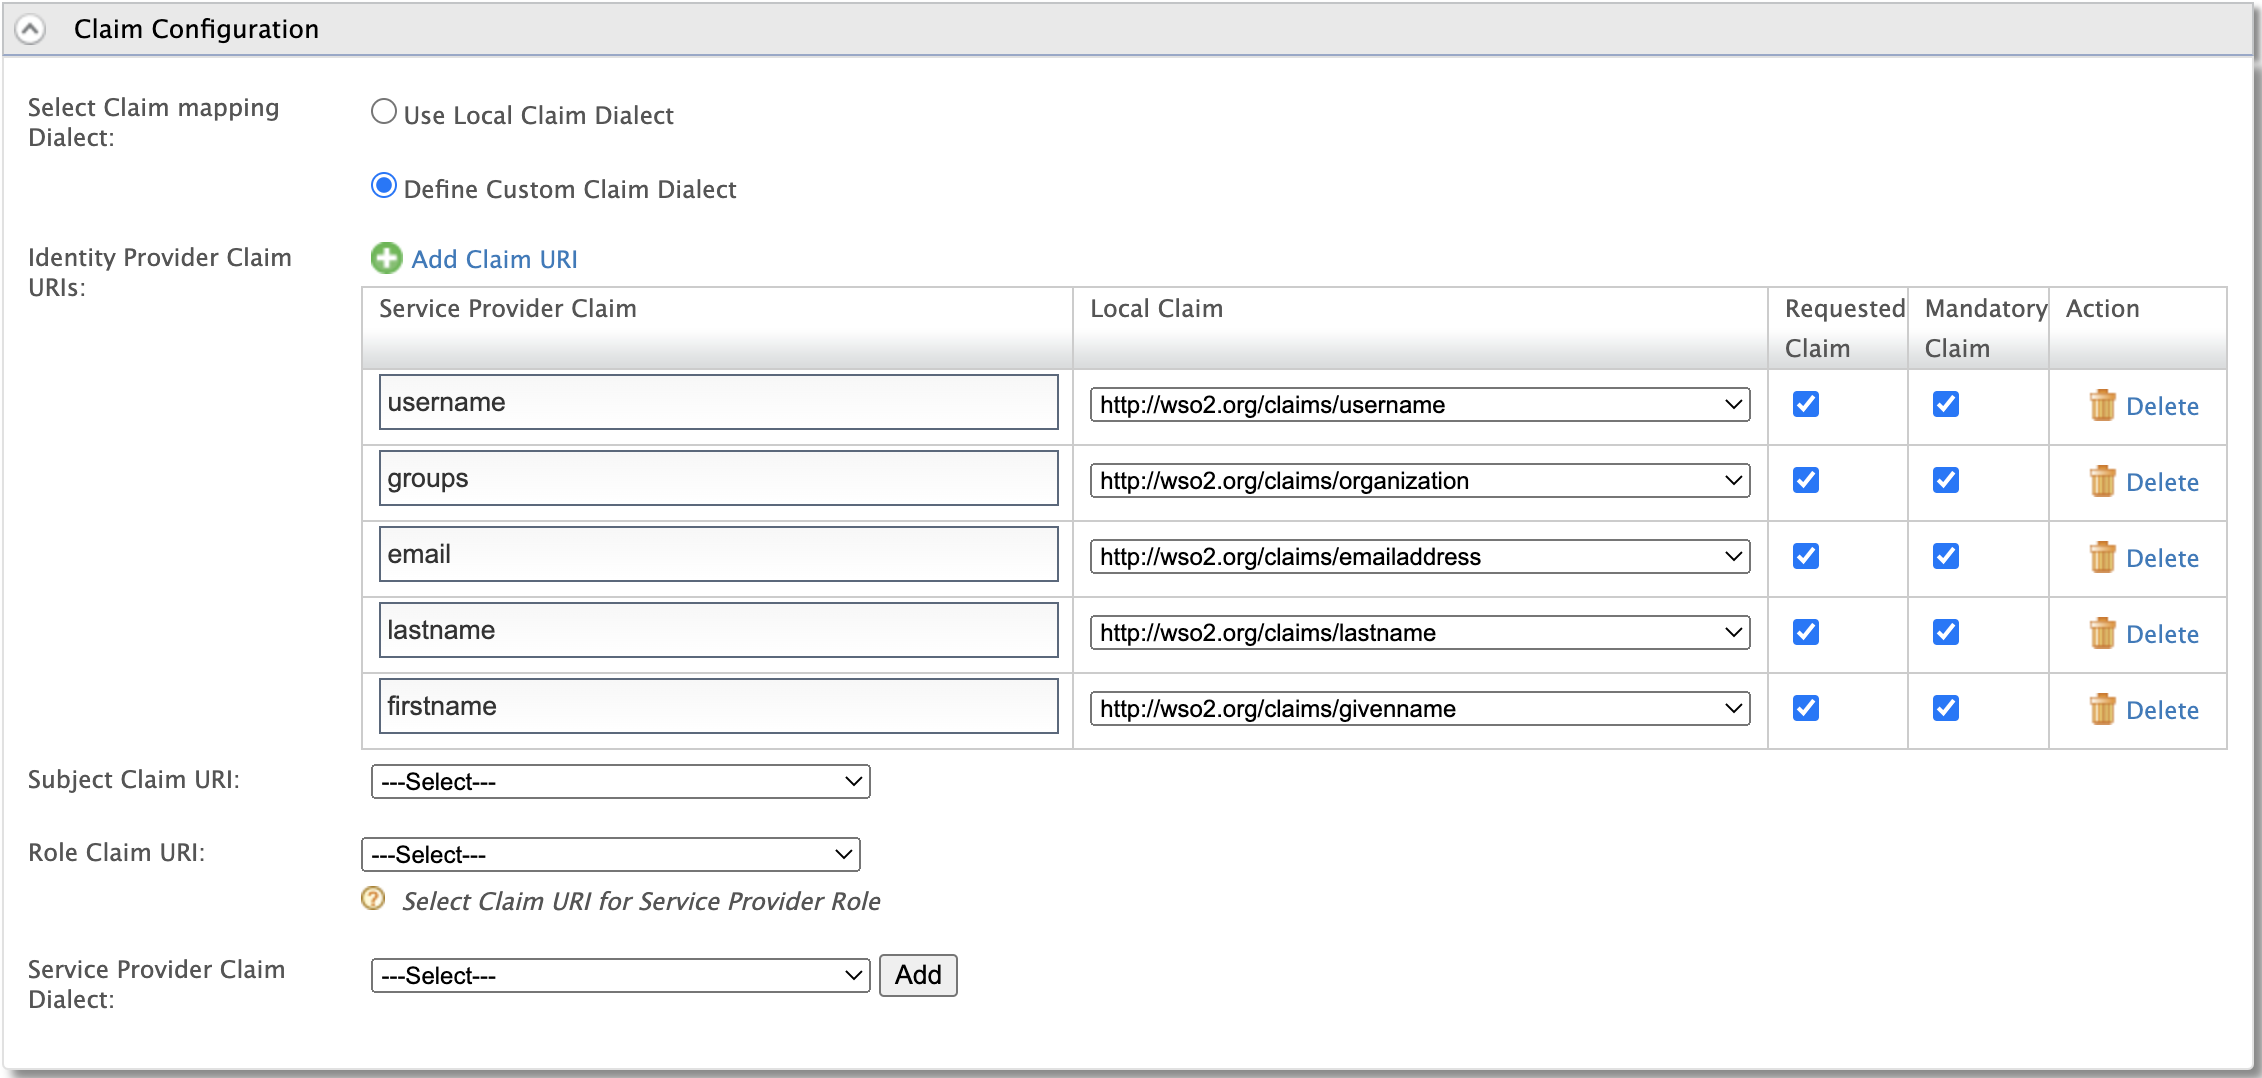 Claim Configuration
Select Claim mapping
Dialect:
Use Local Claim Dialect
Define Custom Claim Dialect
Identity Provider Claim
URIs:
Add Claim URI
Service Provider Claim Local Claim Requested Claim Mandatory Claim Action
username http://wso2.org/claims/username Delete
groups http://wso2.org/claims/organization Delete
email http://wso2.org/claims/emailaddress Delete
lastname http://wso2.org/claims/lastname Delete
firstname http://wso2.org/claims/givenname Delete
Subject Claim URI: ---Select---
Role Claim URI: ---Select---
Select Claim URI for Service Provider Role
Service Provider Claim
Dialect:
---Select--- Add